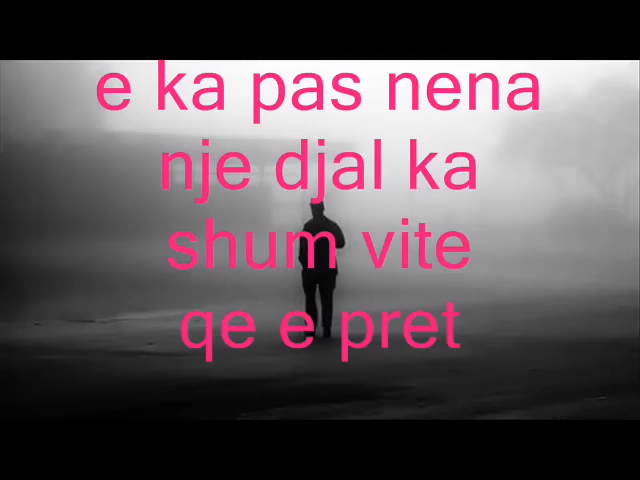 e ka pas nena
nje djal ka
shum vite
qe e pret